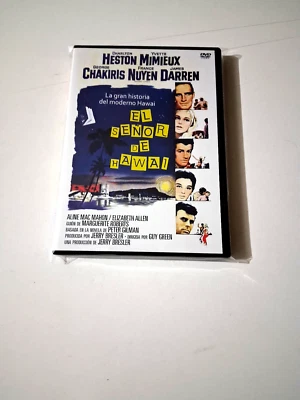 CHARLTON YVETTE
HESTON MIMIEUX
GEORGE FRANCE JAMES
CHAKIRIS NUYEN DARREN
DVD
La gran historia
del moderno Hawai
EL
SEÑOR
DE
HAWAI
ALINE MAC MAHON / ELIZABETH ALLEN
GUIÓN DE MARGUERITE ROBERTS
BASADA EN LA NOVELA DE PETER GILMAN
PRODUCIDA POR JERRY BRESLER - DIRIGIDA POR GUY GREEN
UNA PRODUCCIÓN DE JERRY BRESLER